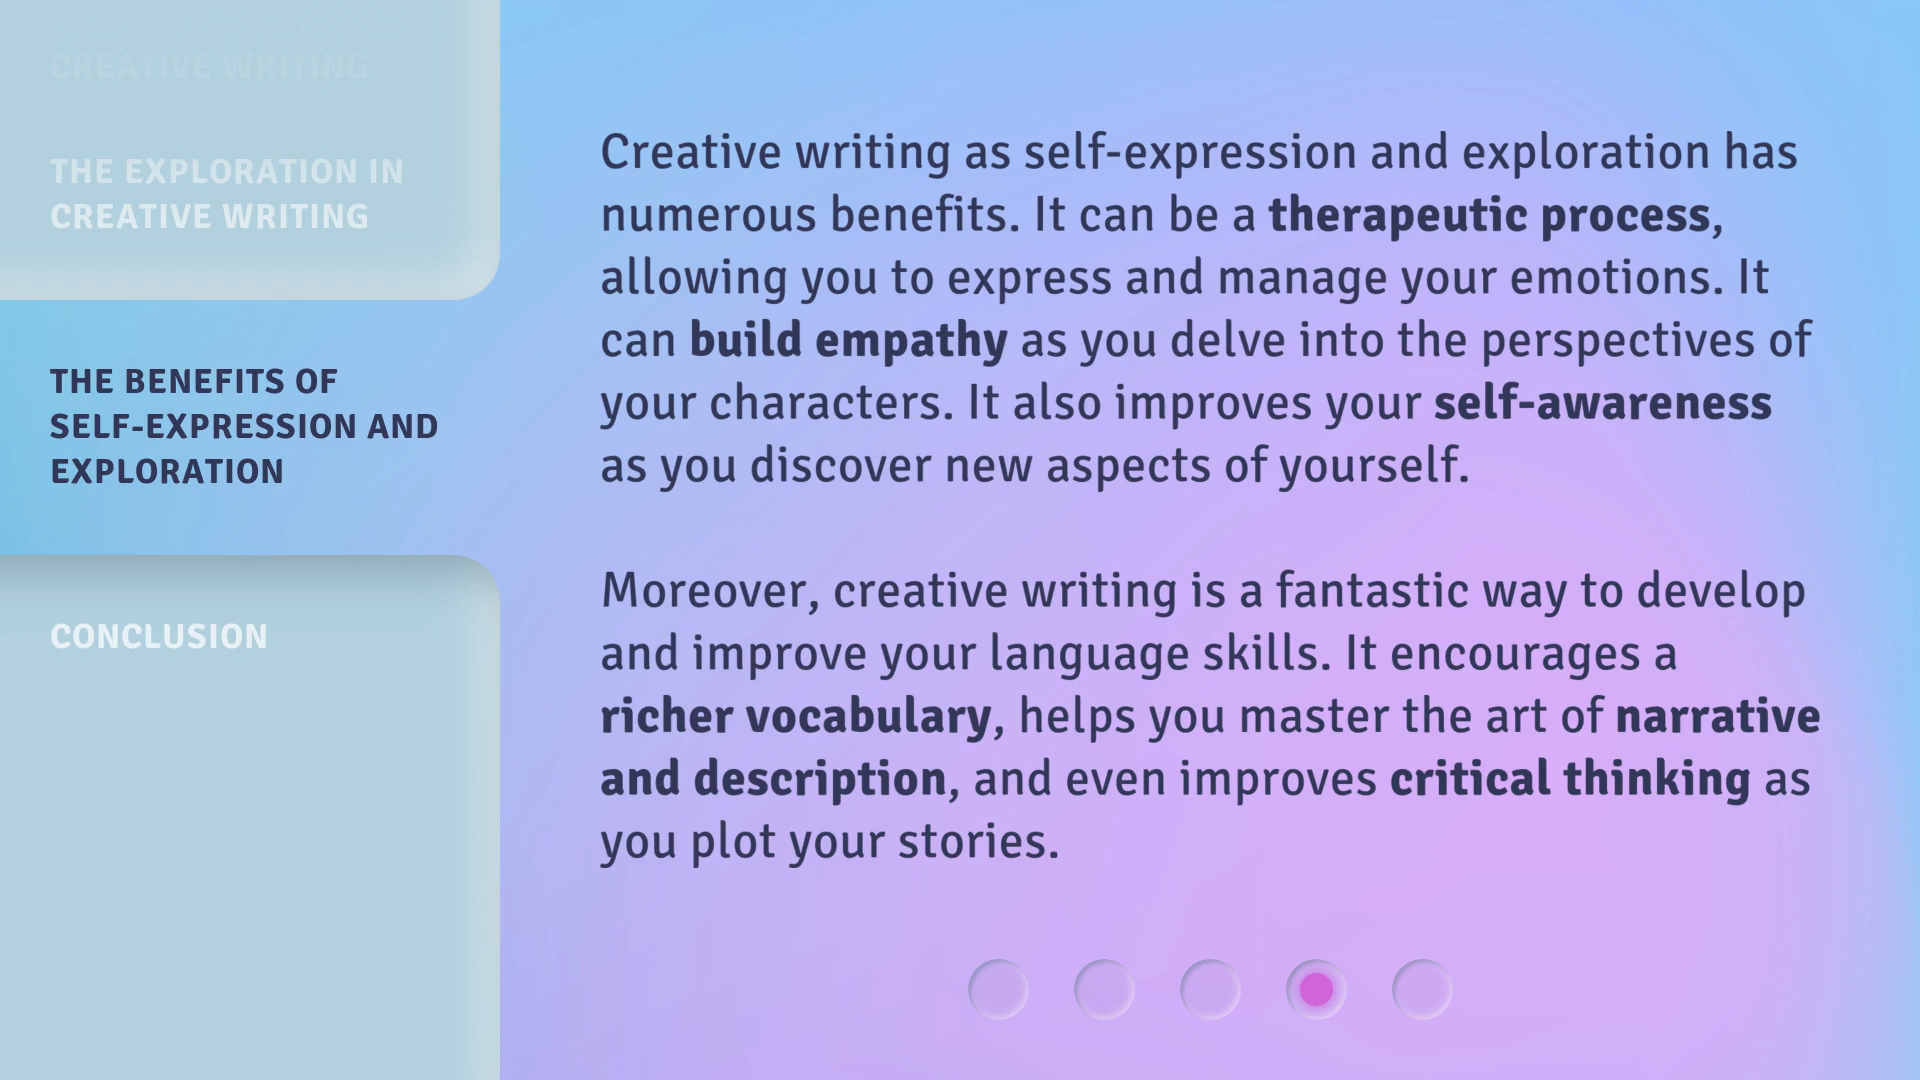 CREATIVE WRITING
THE EXPLORATION IN
CREATIVE WRITING
THE BENEFITS OF
SELF-EXPRESSION AND
EXPLORATION
CONCLUSION
Creative writing as self-expression and exploration has
numerous benefits. It can be a therapeutic process,
allowing you to express and manage your emotions. It
can build empathy as you delve into the perspectives of
your characters. It also improves your self-awareness
as you discover new aspects of yourself.
Moreover, creative writing is a fantastic way to develop
and improve your language skills. It encourages a
richer vocabulary, helps you master the art of narrative
and description, and even improves critical thinking as
you plot your stories.